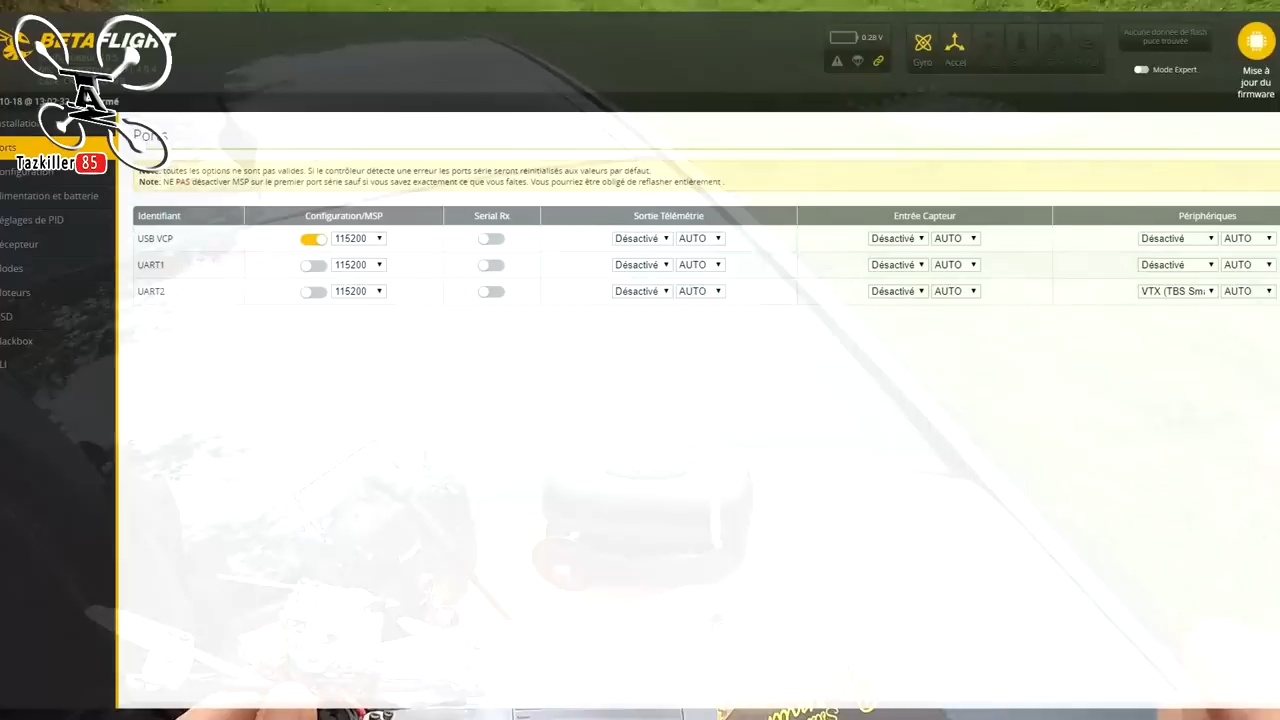 BETAFLIGHT
0.28 V
Gyro
Accel
Aucune donnée de flash
puce trouvée
Mode Expert
Mise à
jour du
firmware
Tazkiller 85
Ports
Note: toutes les options ne sont pas valides. Si le contrôleur détecte une erreur les ports série seront réinitialisés aux valeurs par défaut.
Note: NE PAS désactiver MSP sur le premier port série sauf si vous savez exactement ce que vous faites. Vous pourriez être obligé de reflasher entièrement .
Identifiant Configuration/MSP Serial Rx Sortie Télémétrie Entrée Capteur Périphériques
USB VCP 115200 Désactivé AUTO Désactivé AUTO Désactivé AUTO
UART1 115200 Désactivé AUTO Désactivé AUTO Désactivé AUTO
UART2 115200 Désactivé AUTO Désactivé AUTO VTX (TBS Sm AUTO
nstallation
orts
onfiguration
limentation et batterie
églages de PID
écepteur
odes
oteurs
SD
lackbox
LI